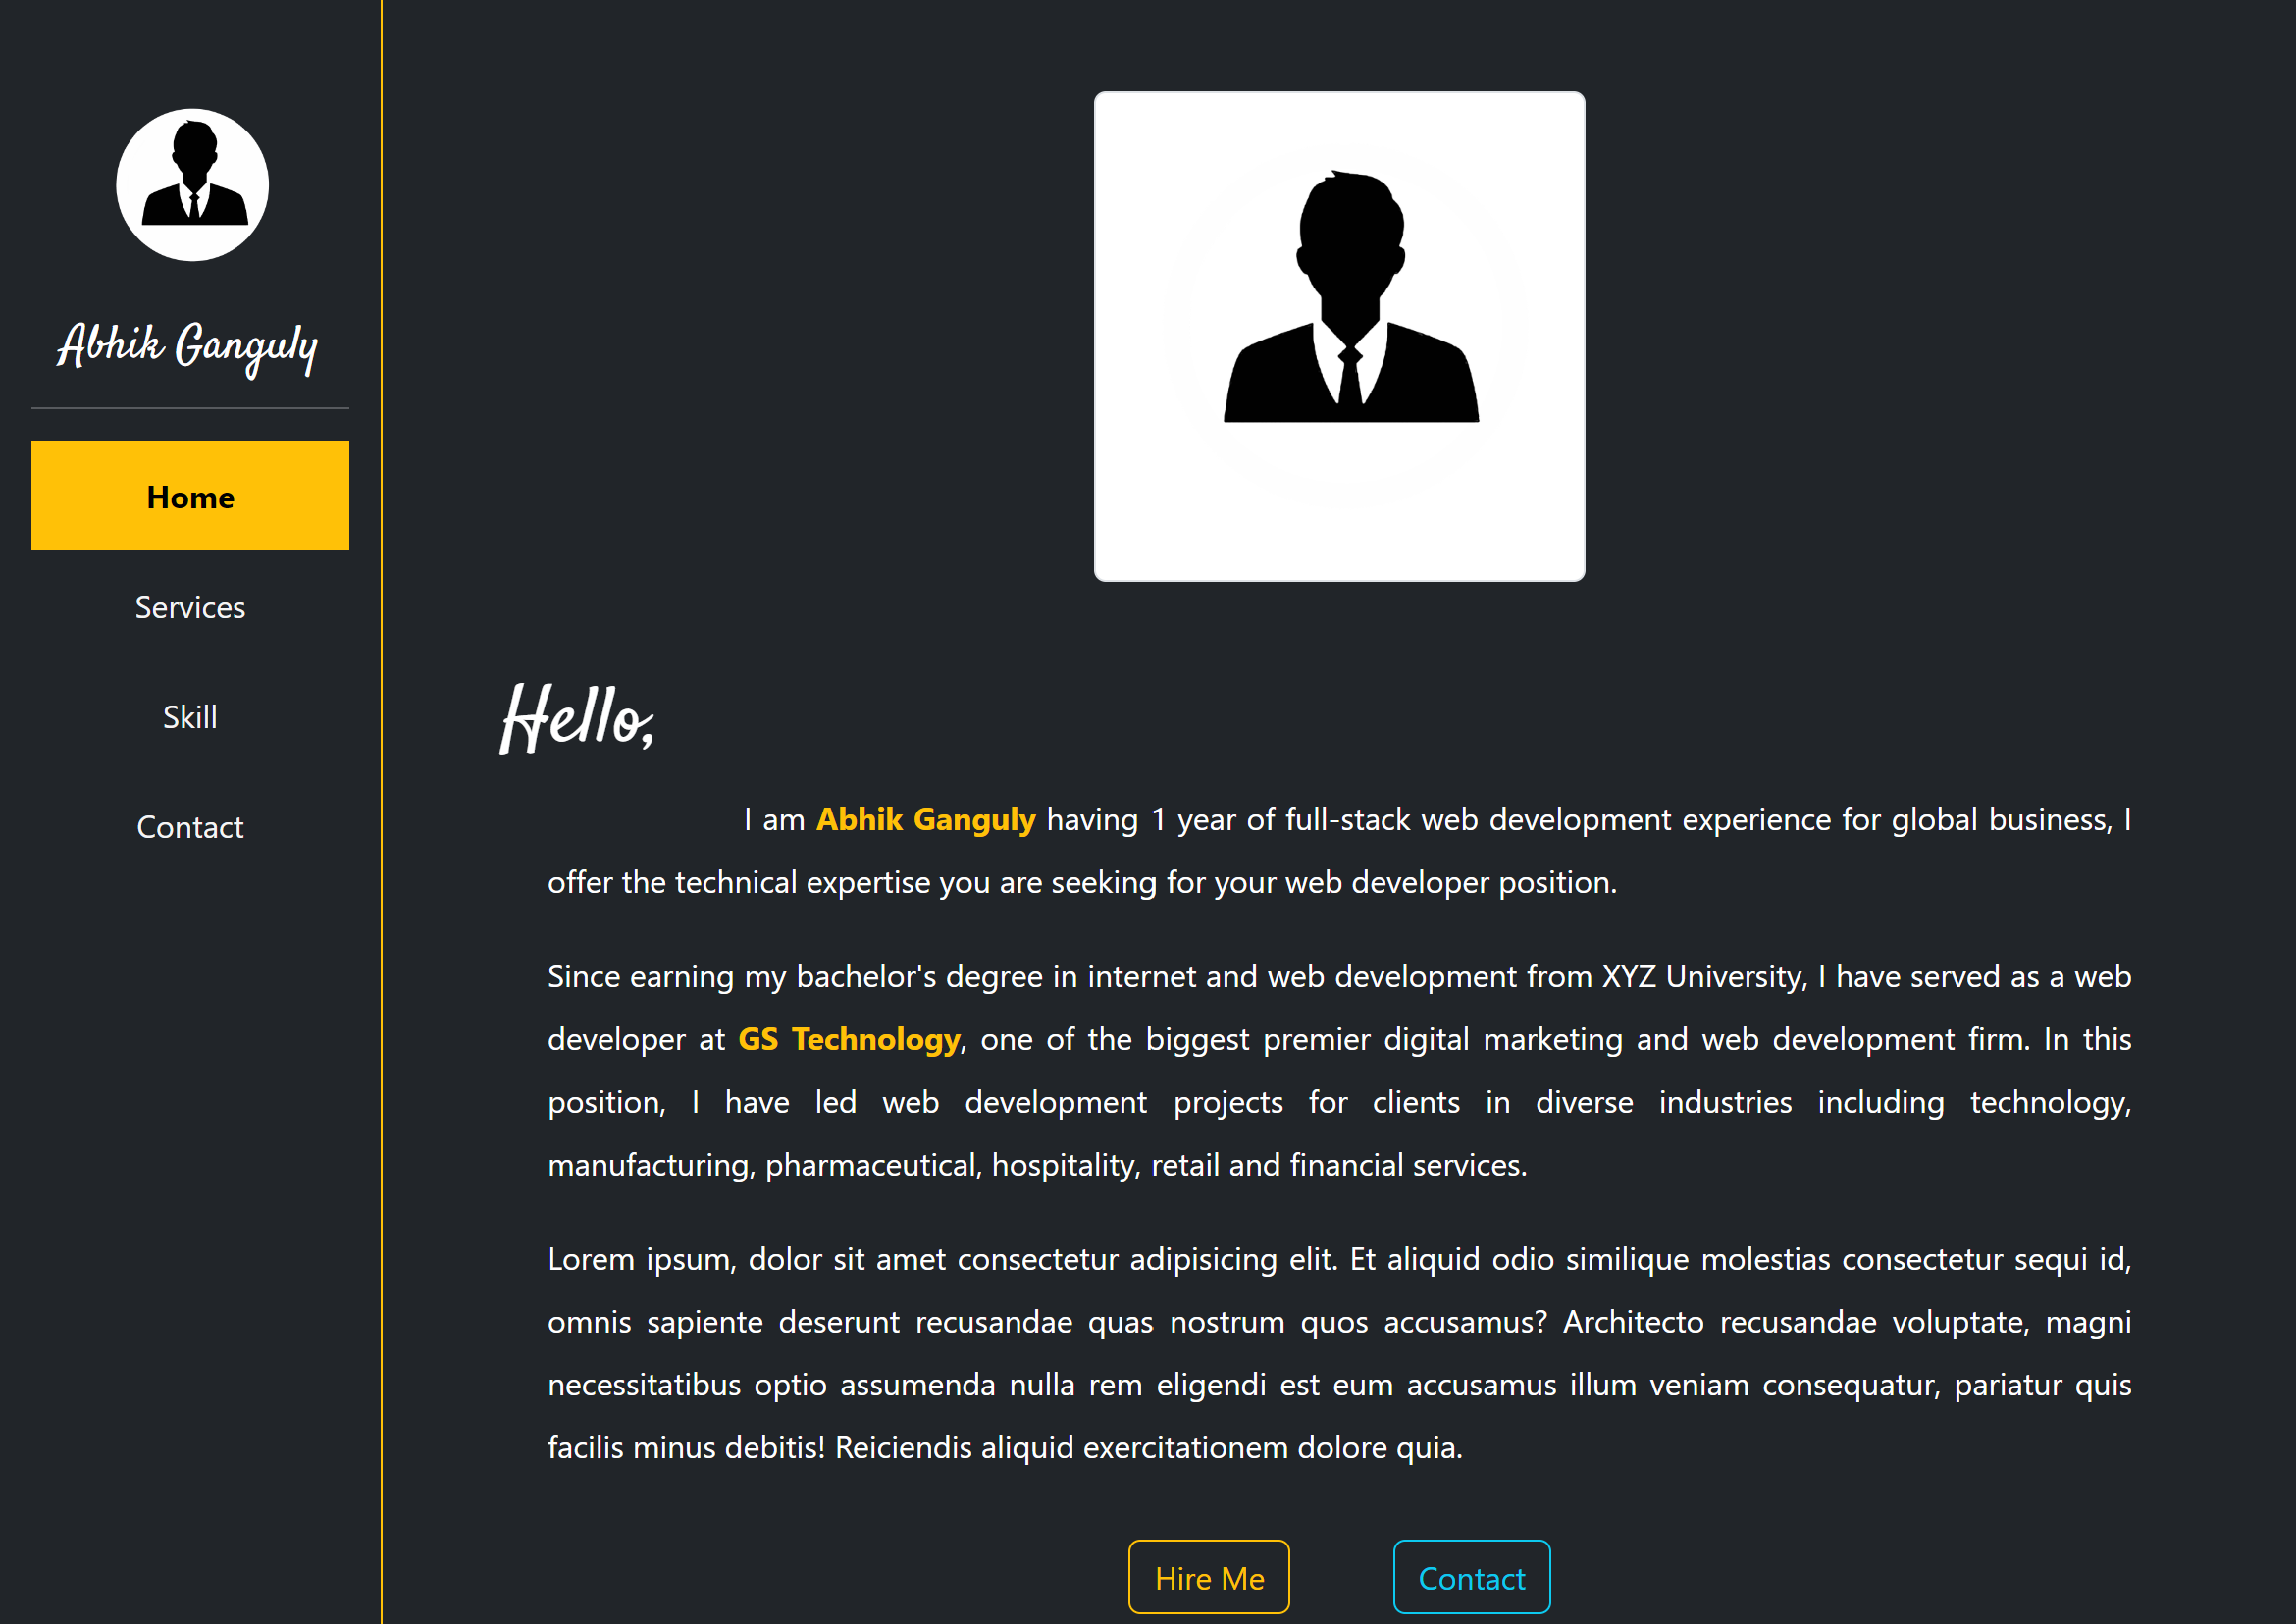 Abhik Ganguly
Home
Services
Skill
Contact
Hello,
I am Abhik Ganguly having 1 year of full-stack web development experience for global business, I
offer the technical expertise you are seeking for your web developer position.
Since earning my bachelor's degree in internet and web development from XYZ University, I have served as a web
developer at GS Technology, one of the biggest premier digital marketing and web development firm. In this
position, I have led web development projects for clients in diverse industries including technology,
manufacturing, pharmaceutical, hospitality, retail and financial services.
Lorem ipsum, dolor sit amet consectetur adipisicing elit. Et aliquid odio similique molestias consectetur sequi id,
omnis sapiente deserunt recusandae quas nostrum quos accusamus? Architecto recusandae voluptate, magni
necessitatibus optio assumenda nulla rem eligendi est eum accusamus illum veniam consequatur, pariatur quis
facilis minus debitis! Reiciendis aliquid exercitationem dolore quia.
Hire Me
Contact